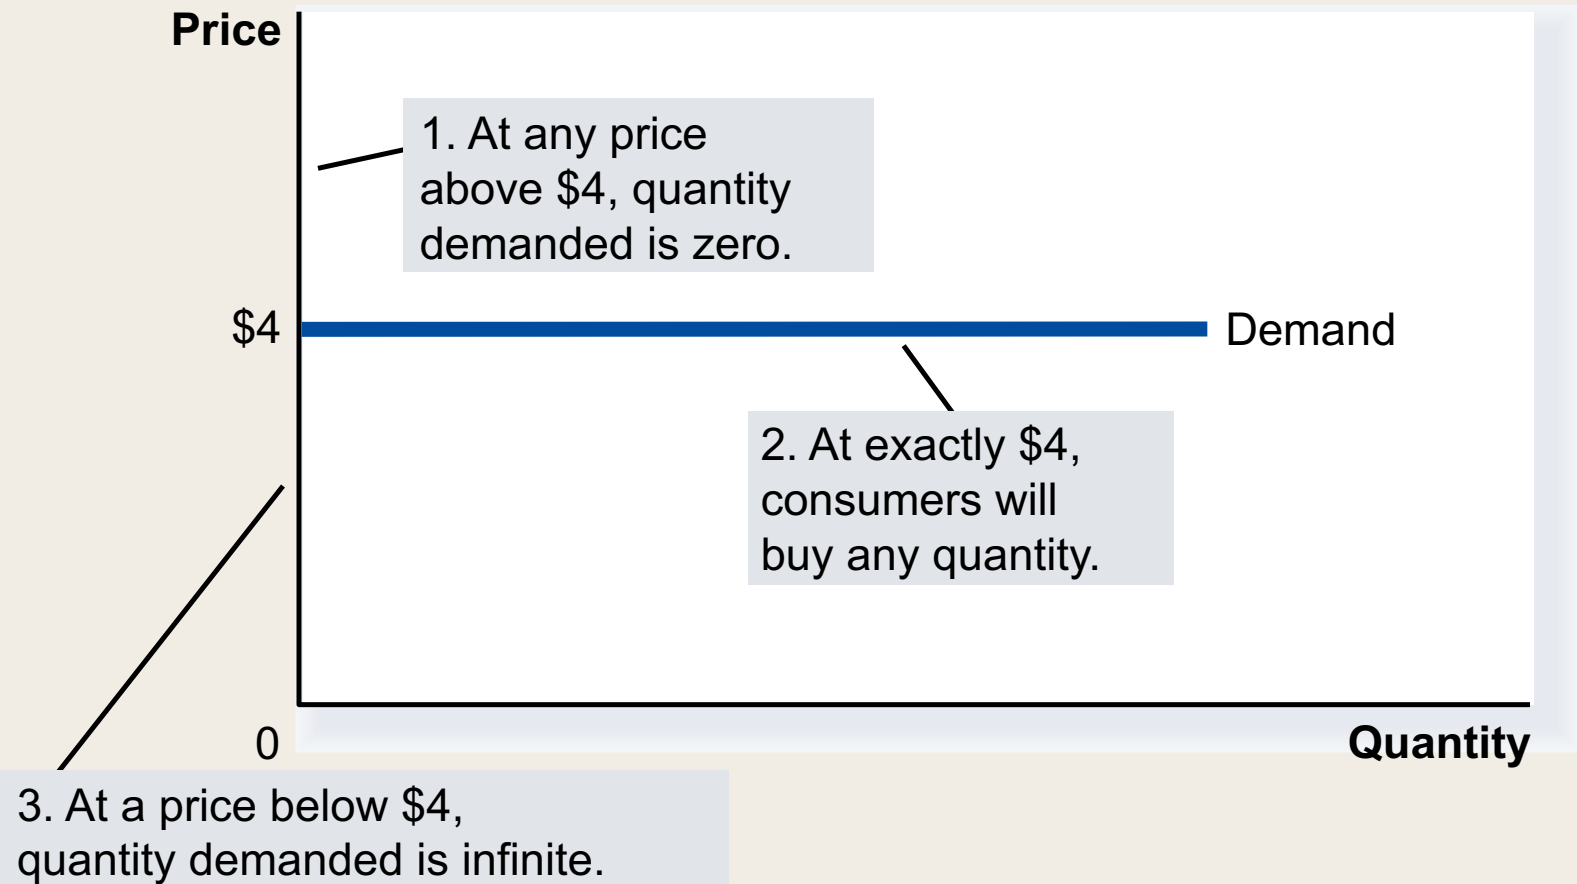 Price
1. At any price
above $4, quantity
demanded is zero.
$4
Demand
2. At exactly $4,
consumers will
buy any quantity.
0
Quantity
3. At a price below $4,
quantity demanded is infinite.